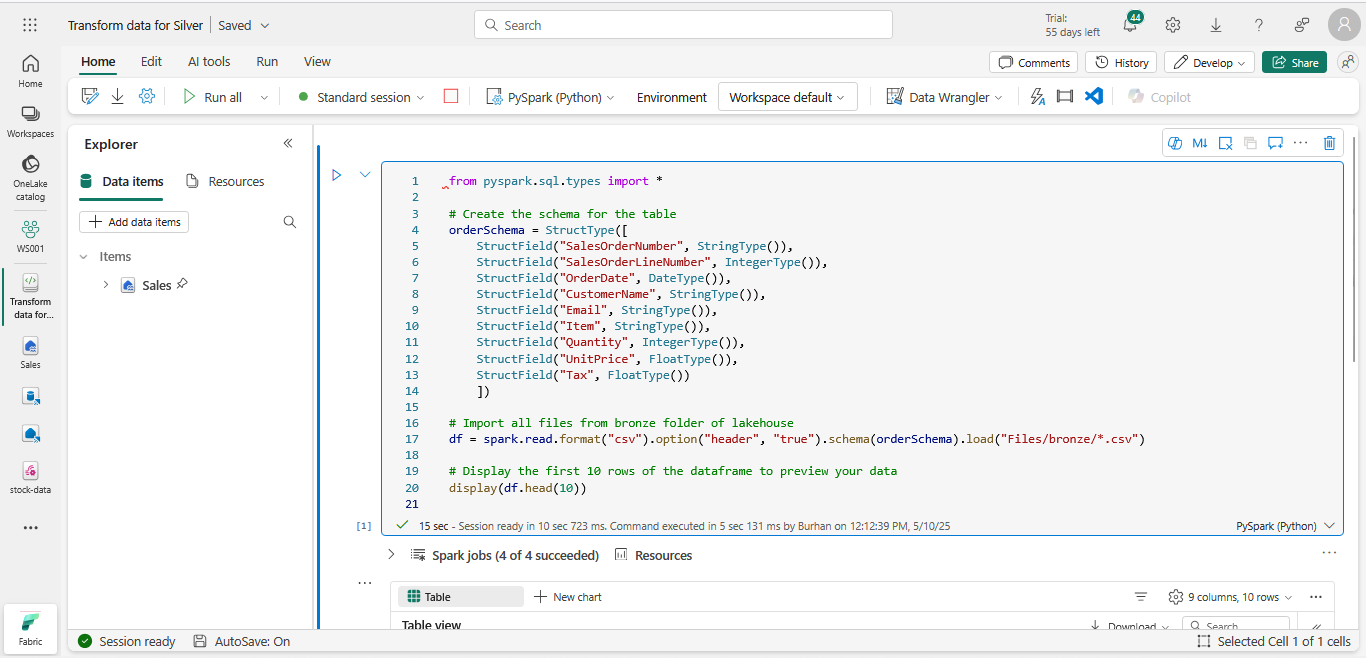 Transform data for Silver Saved
Search
Trial:
55 days left
44
Home Edit AI tools Run View
Comments History Develop Share
Run all Standard session PySpark (Python) Environment Workspace default Data Wrangler Copilot
Home
Workspaces
OneLake
catalog
WS001
Transform
data for...
Sales
stock-data
Fabric
Explorer
Data items Resources
Add data items
Items
Sales
M↓
1 from pyspark.sql.types import *
2
3 # Create the schema for the table
4 orderSchema = StructType([
5 StructField("SalesOrderNumber", StringType()),
6 StructField("SalesOrderLineNumber", IntegerType()),
7 StructField("OrderDate", DateType()),
8 StructField("CustomerName", StringType()),
9 StructField("Email", StringType()),
10 StructField("Item", StringType()),
11 StructField("Quantity", IntegerType()),
12 StructField("UnitPrice", FloatType()),
13 StructField("Tax", FloatType())
14 ])
15
16 # Import all files from bronze folder of lakehouse
17 df = spark.read.format("csv").option("header", "true").schema(orderSchema).load("Files/bronze/*.csv")
18
19 # Display the first 10 rows of the dataframe to preview your data
20 display(df.head(10))
21
[1] 15 sec - Session ready in 10 sec 723 ms. Command executed in 5 sec 131 ms by Burhan on 12:12:39 PM, 5/10/25 PySpark (Python)
Spark jobs (4 of 4 succeeded) Resources
Table New chart 9 columns, 10 rows
Table view Download Search
Session ready AutoSave: On Selected Cell 1 of 1 cells